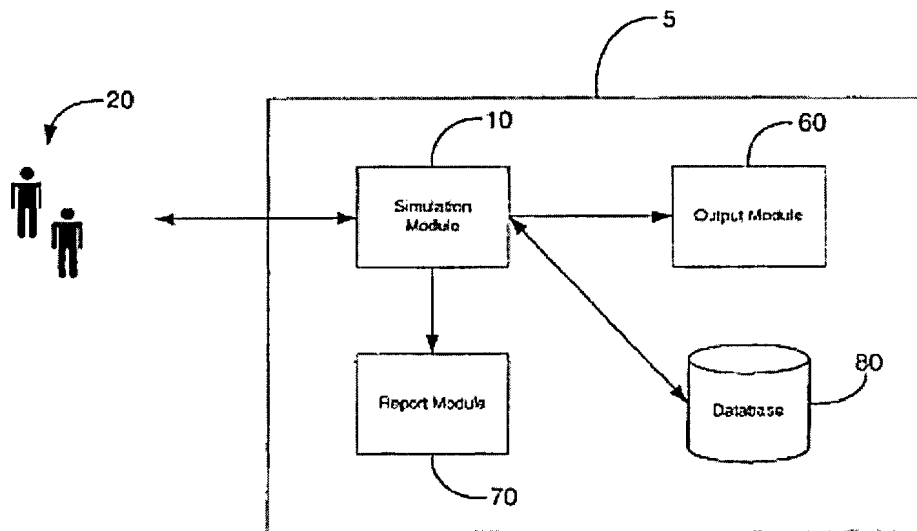 5
20
10
60
Simulation
Module
Output Module
80
Report Module
Database
70